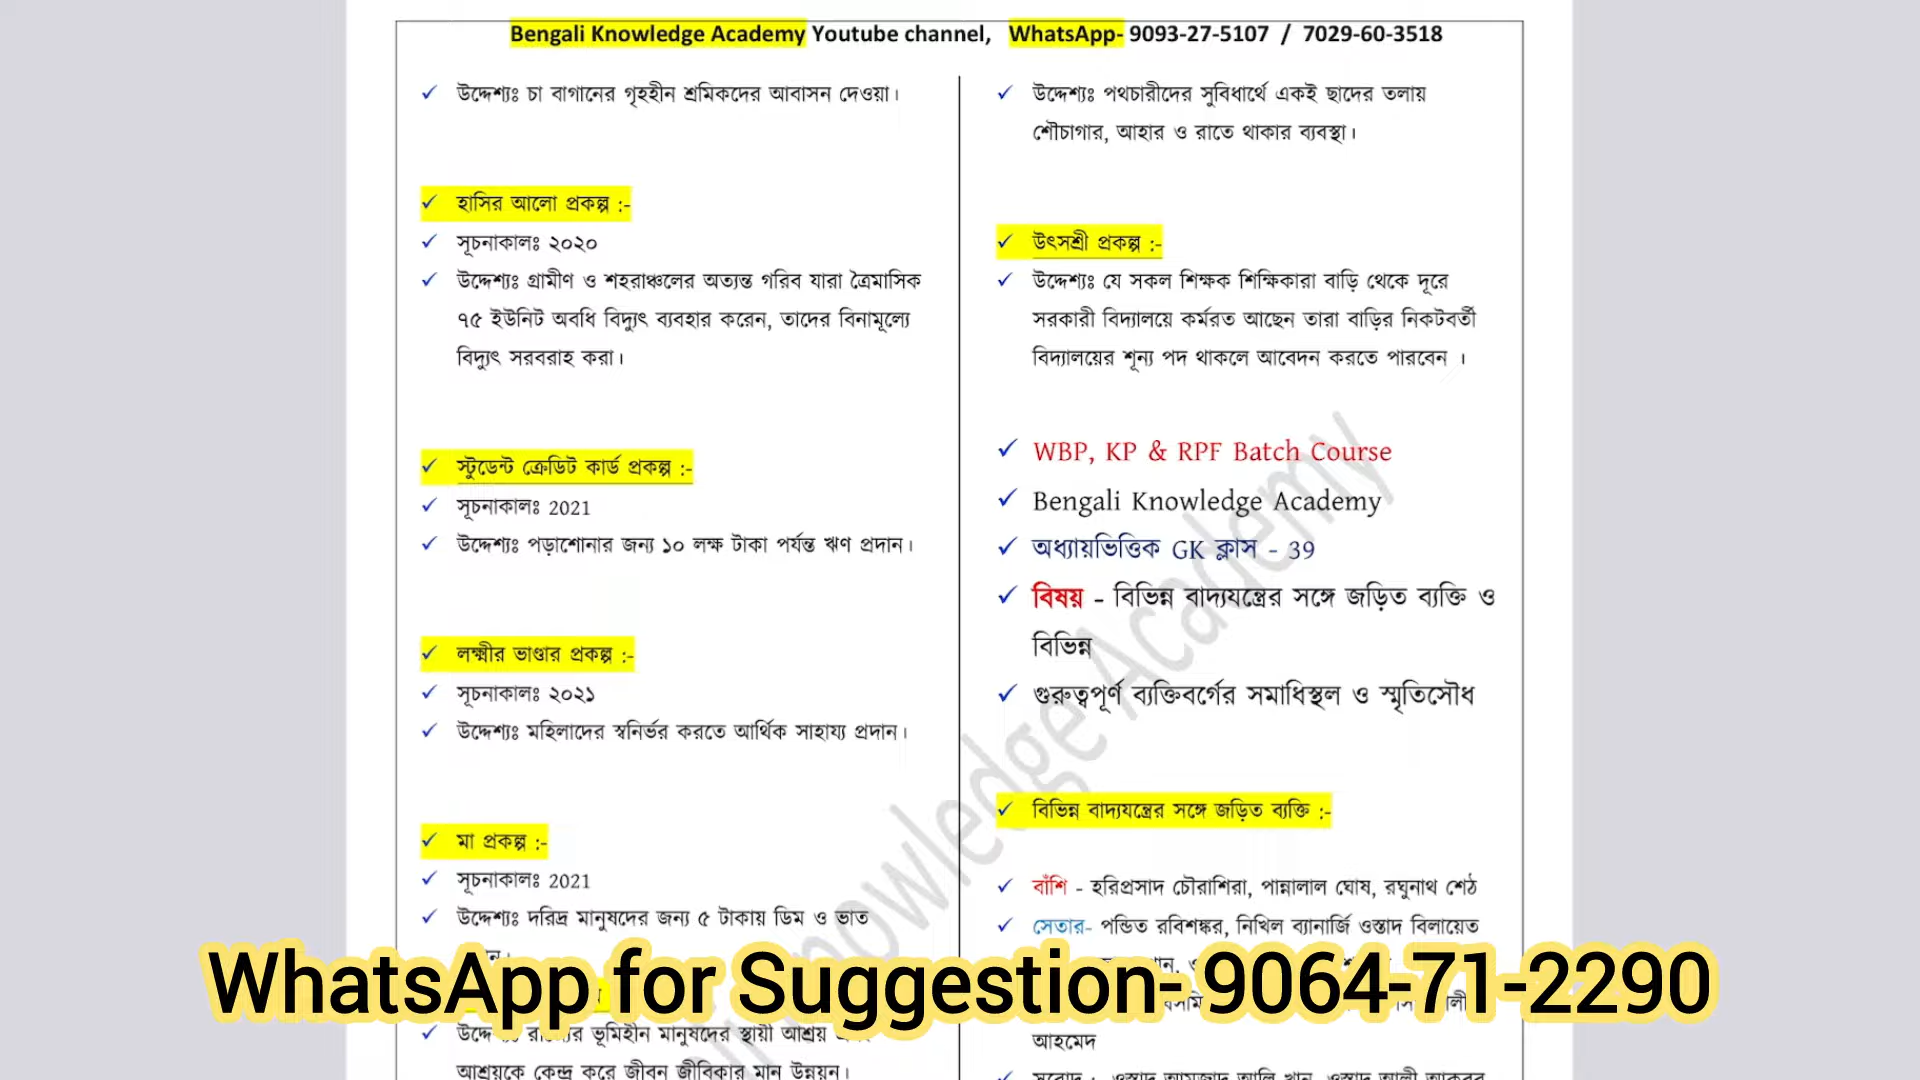 Bengali Knowledge Academy Youtube channel, WhatsApp- 9093-27-5107 / 7029-60-3518
✓ উদ্দেশ্যঃ চা বাগানের গৃহহীন শ্রমিকদের আবাসন দেওয়া।
✓ হাসির আলো প্রকল্প :-
✓ সূচনাকালঃ ২০২০
✓ উদ্দেশ্যঃ গ্রামীণ ও শহরাঞ্চলের অত্যন্ত গরিব যারা ত্রৈমাসিক
৭৫ ইউনিট অবধি বিদ্যুৎ ব্যবহার করেন, তাদের বিনামূল্যে
বিদ্যুৎ সরবরাহ করা।
✓ স্টুডেন্ট ক্রেডিট কার্ড প্রকল্প :-
✓ সূচনাকালঃ 2021
✓ উদ্দেশ্যঃ পড়াশোনার জন্য ১০ লক্ষ টাকা পর্যন্ত ঋণ প্রদান।
✓ লক্ষ্মীর ভাণ্ডার প্রকল্প :-
✓ সূচনাকালঃ ২০২১
✓ উদ্দেশ্যঃ মহিলাদের স্বনির্ভর করতে আর্থিক সাহায্য প্রদান।
✓ মা প্রকল্প :-
✓ সূচনাকালঃ 2021
✓ উদ্দেশ্যঃ দরিদ্র মানুষদের জন্য ৫ টাকায় ডিম ও ভাত
ভূমিহীন মানুষদের স্থায়ী আশ্রয়
আশ্রয়কে কেন্দ্র করে জীবন জীবিকার মান উন্নয়ন।
✓ উদ্দেশ্যঃ পথচারীদের সুবিধার্থে একই ছাদের তলায়
শৌচাগার, আহার ও রাতে থাকার ব্যবস্থা।
✓ উৎসশ্রী প্রকল্প :-
✓ উদ্দেশ্যঃ যে সকল শিক্ষক শিক্ষিকারা বাড়ি থেকে দূরে
সরকারী বিদ্যালয়ে কর্মরত আছেন তারা বাড়ির নিকটবর্তী
বিদ্যালয়ের শূন্য পদ থাকলে আবেদন করতে পারবেন ।
✓ WBP, KP & RPF Batch Course
✓ Bengali Knowledge Academy
✓ অধ্যায়ভিত্তিক GK ক্লাস - 39
✓ বিষয় - বিভিন্ন বাদ্যযন্ত্রের সঙ্গে জড়িত ব্যক্তি ও
বিভিন্ন
✓ গুরুত্বপূর্ণ ব্যক্তিবর্গের সমাধিস্থল ও স্মৃতিসৌধ
✓ বিভিন্ন বাদ্যযন্ত্রের সঙ্গে জড়িত ব্যক্তি :-
✓ বাঁশি - হরিপ্রসাদ চৌরাশিরা, পান্নালাল ঘোষ, রঘুনাথ শেঠ
✓ সেতার- পন্ডিত রবিশঙ্কর, নিখিল ব্যানার্জি ওস্তাদ বিলায়েত
আহমেদ
Knowledge Academy
WhatsApp for Suggestion- 9064-71-2290